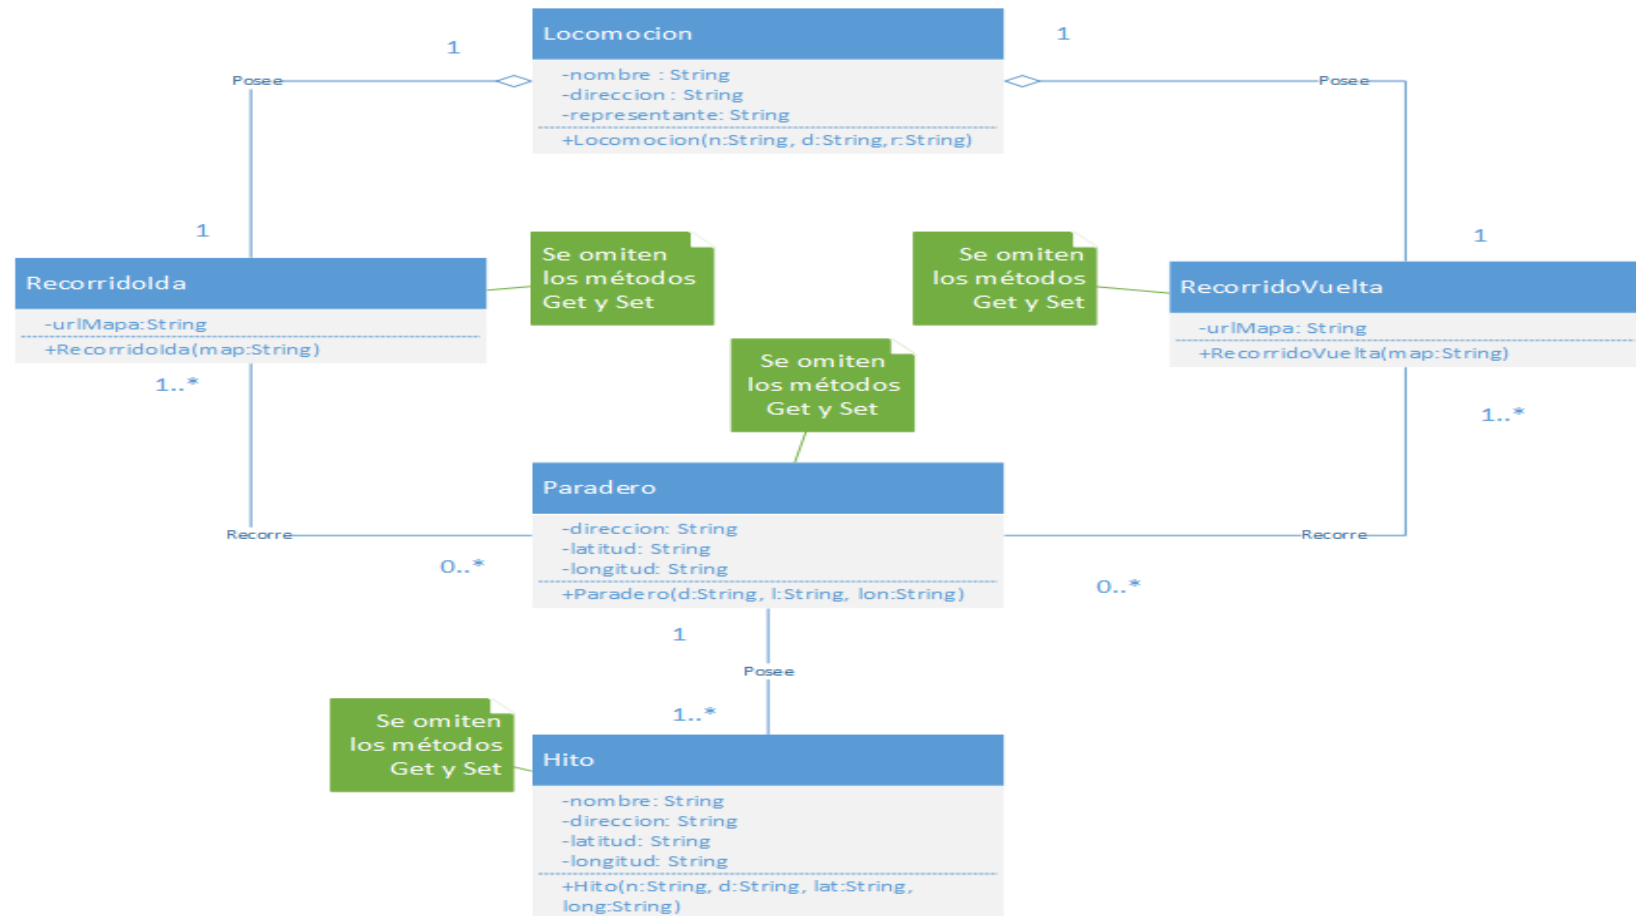 Locomocion
-nombre : String
-direccion : String
-representante: String
+Locomocion(n:String, d:String,r:String)
1
1
Posee
Posee
1
1
RecorridoIda
-urlMapa:String
+RecorridoIda(map:String)
Se omiten
los métodos
Get y Set
Se omiten
los métodos
Get y Set
RecorridoVuelta
-urlMapa: String
+RecorridoVuelta(map:String)
1..*
Se omiten
los métodos
Get y Set
1..*
Paradero
-direccion: String
-latitud: String
-longitud: String
+Paradero(d:String, l:String, lon:String)
Recorre
Recorre
0..*
0..*
1
Posee
1..*
Se omiten
los métodos
Get y Set
Hito
-nombre: String
-direccion: String
-latitud: String
-longitud: String
+Hito(n:String, d:String, lat:String,
long:String)